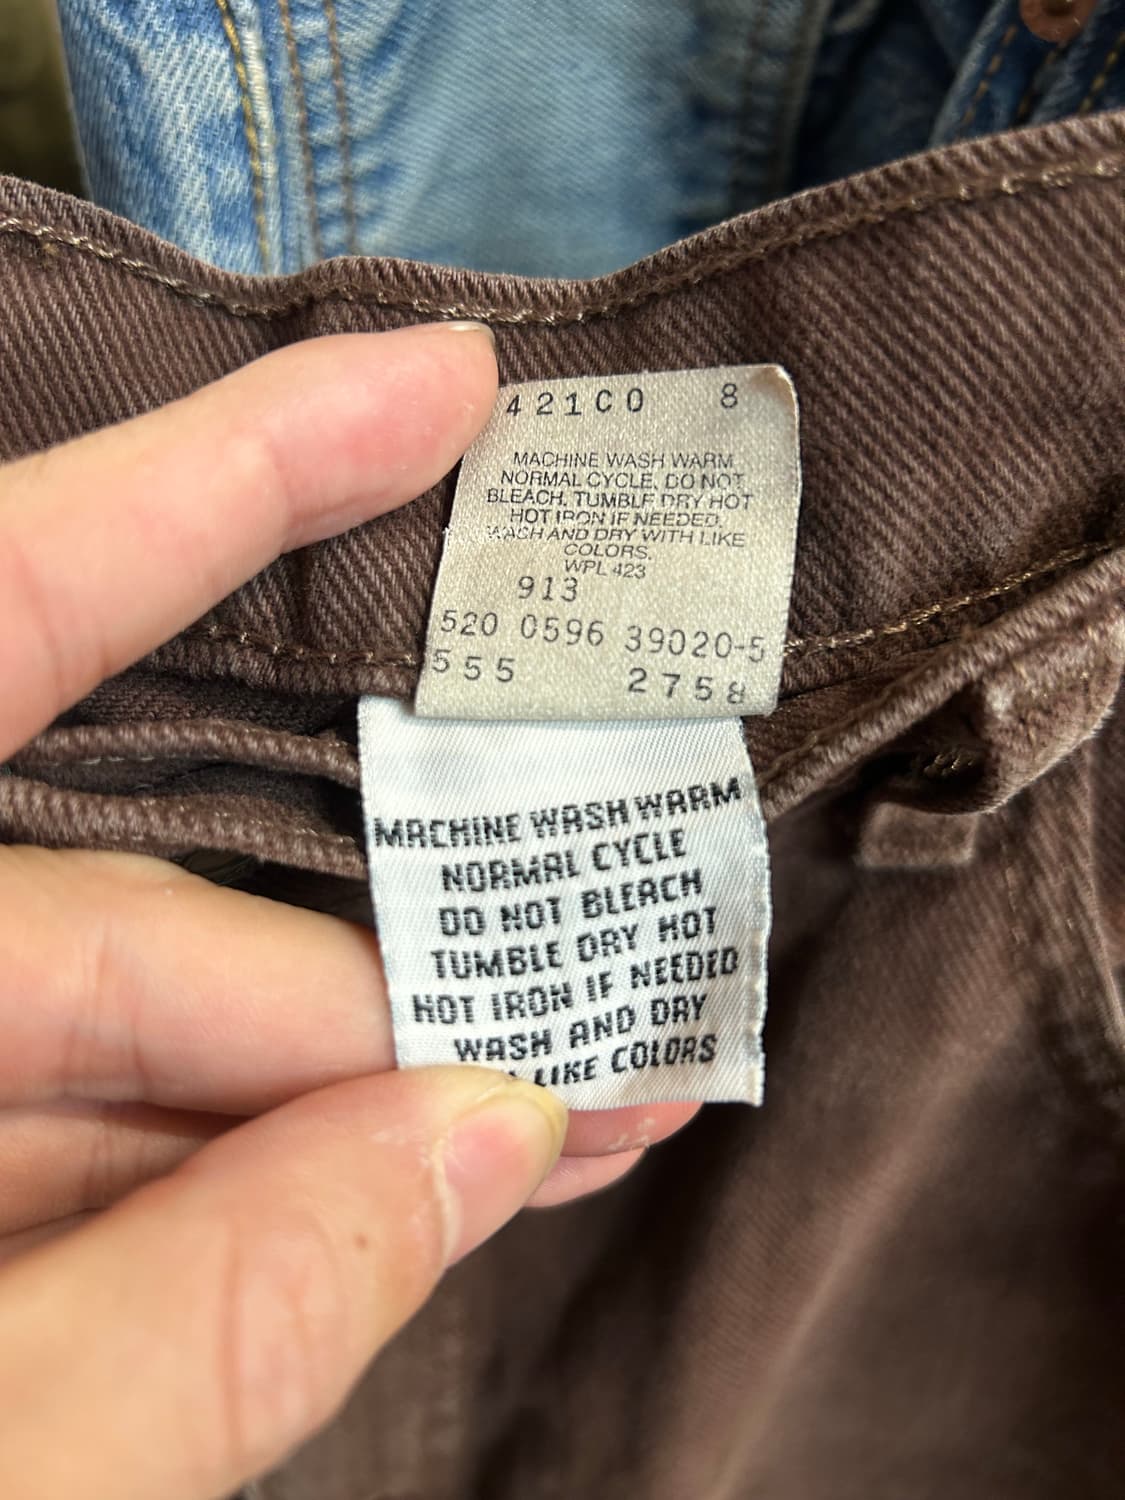 421C0 8
MACHINE WASH WARM
NORMAL CYCLE, DO NOT
BLEACH, TUMBLE DRY HOT
HOT IRON IF NEEDED.
WASH AND DRY WITH LIKE
COLORS.
WPL 423
913
520 0596 39020-5
555 2758
MACHINE WASH WARM
NORMAL CYCLE
DO NOT BLEACH
TUMBLE DRY HOT
HOT IRON IF NEEDED
WASH AND DRY
LIKE COLORS